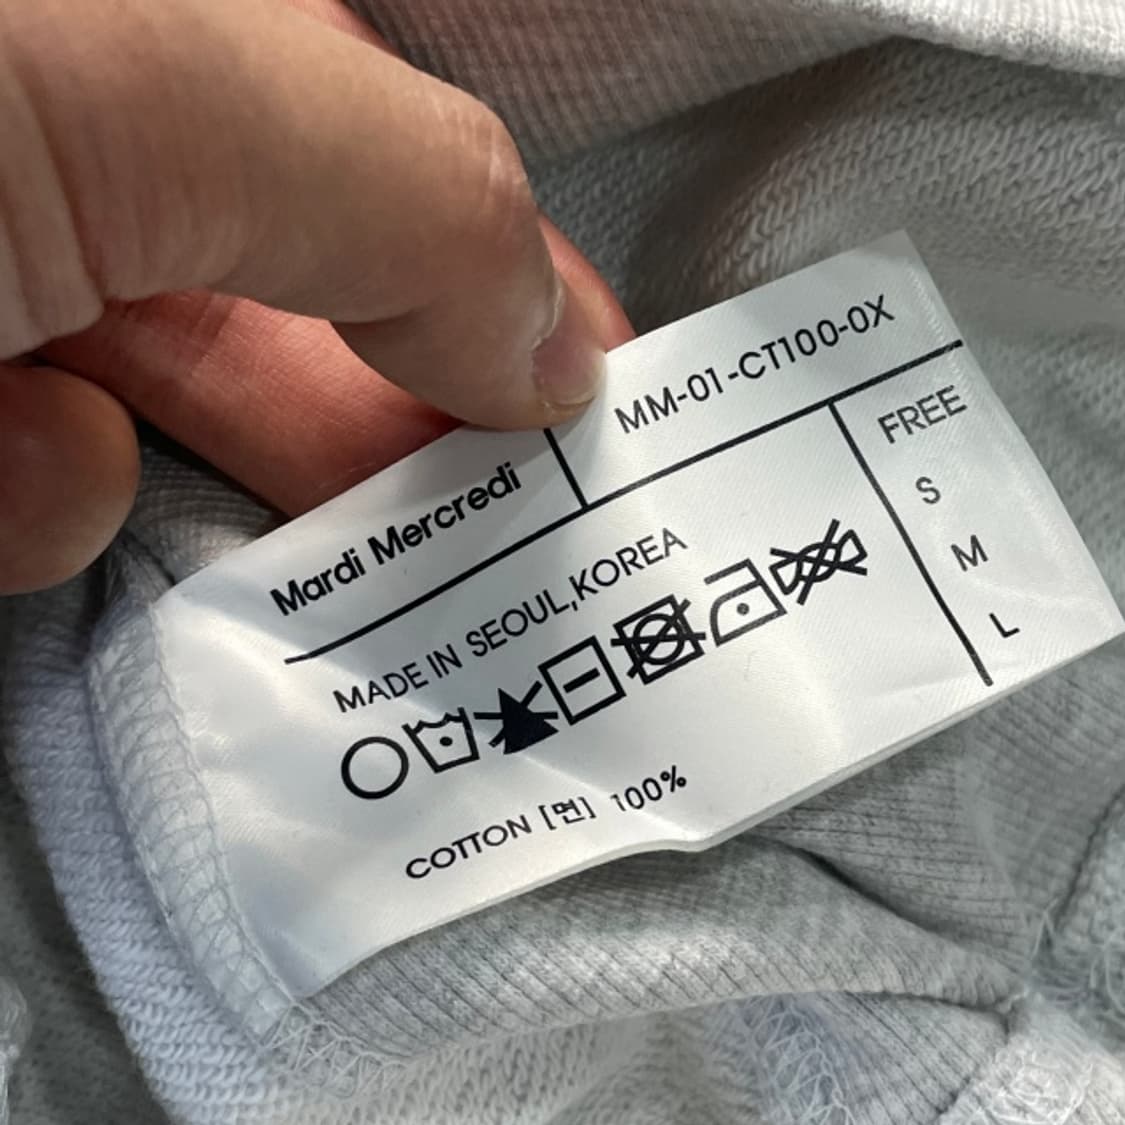 Mardi Mercredi
MM-01-CT100-0X
MADE IN SEOUL,KOREA
COTTON [면] 100%
FREE
S
M
L